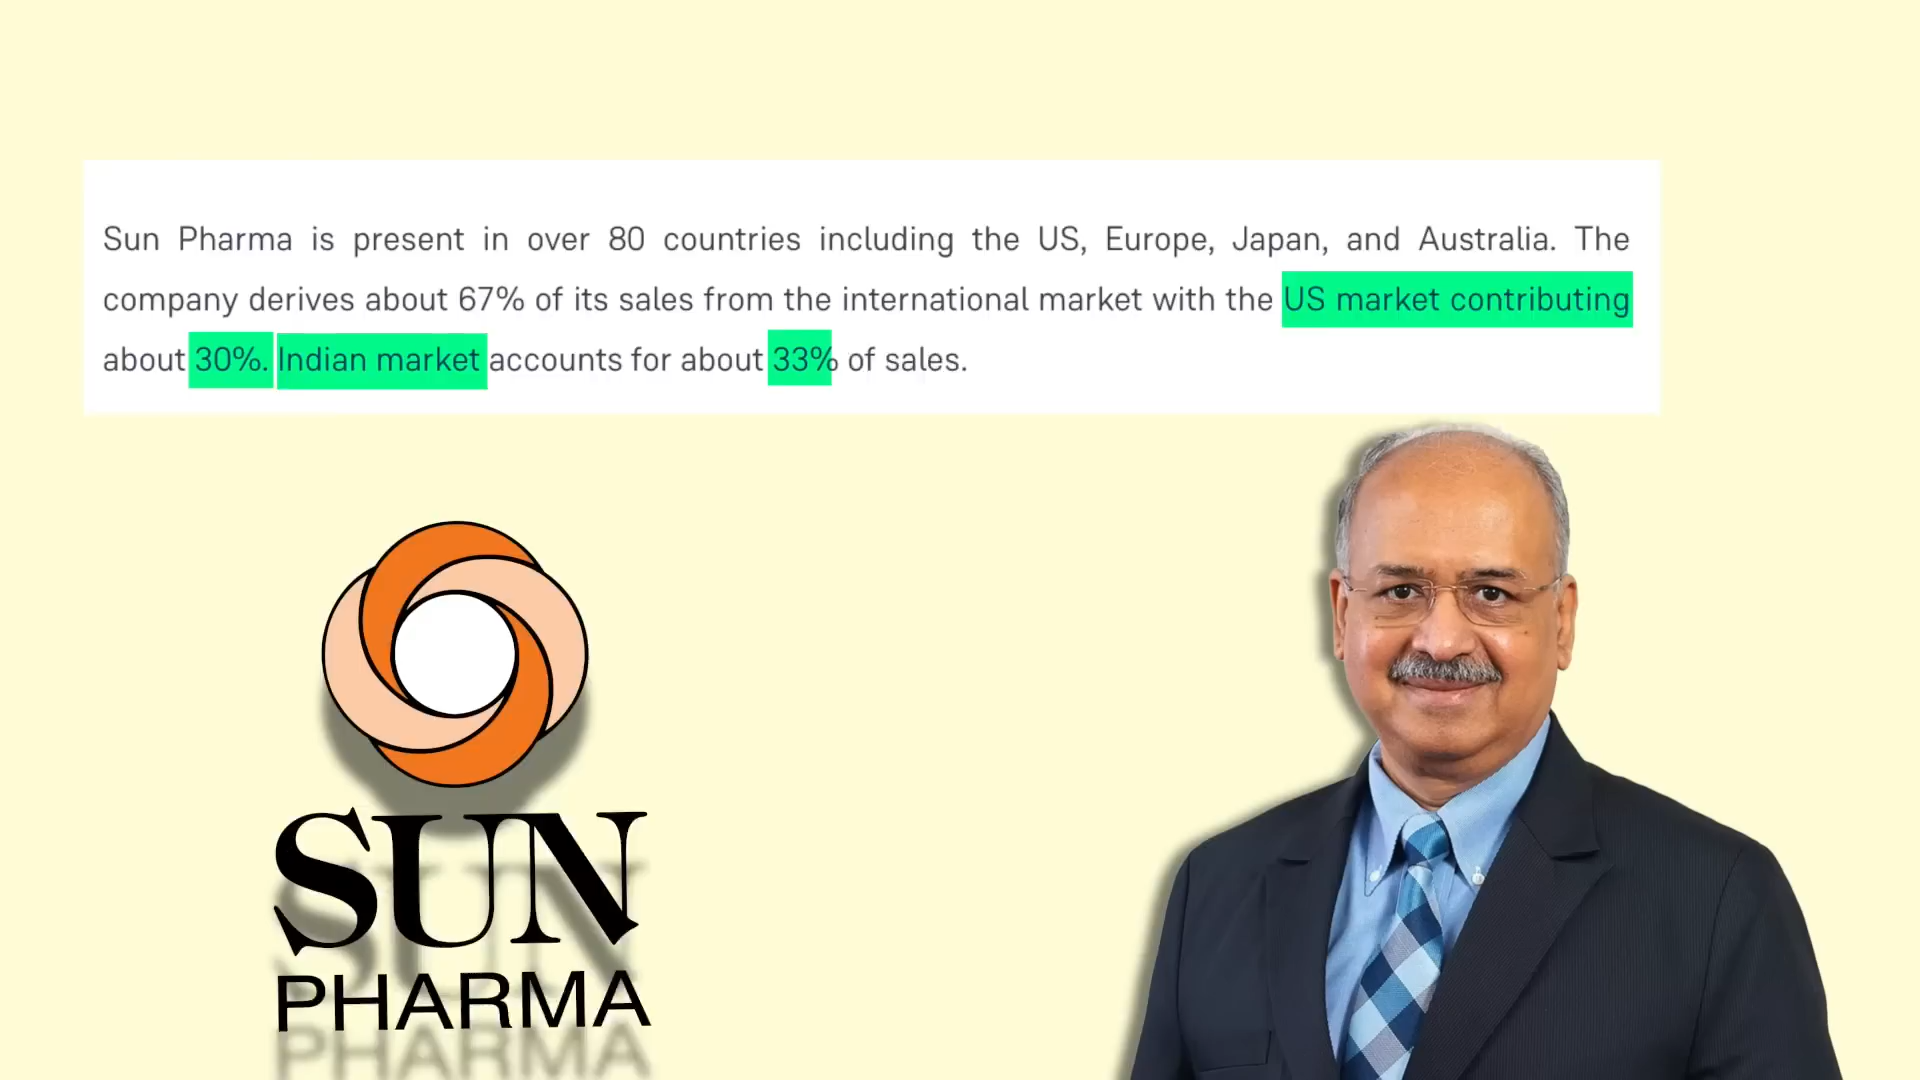 Sun Pharma is present in over 80 countries including the US, Europe, Japan, and Australia. The
company derives about 67% of its sales from the international market with the US market contributing
about 30%. Indian market accounts for about 33% of sales.
SUN
PHARMA